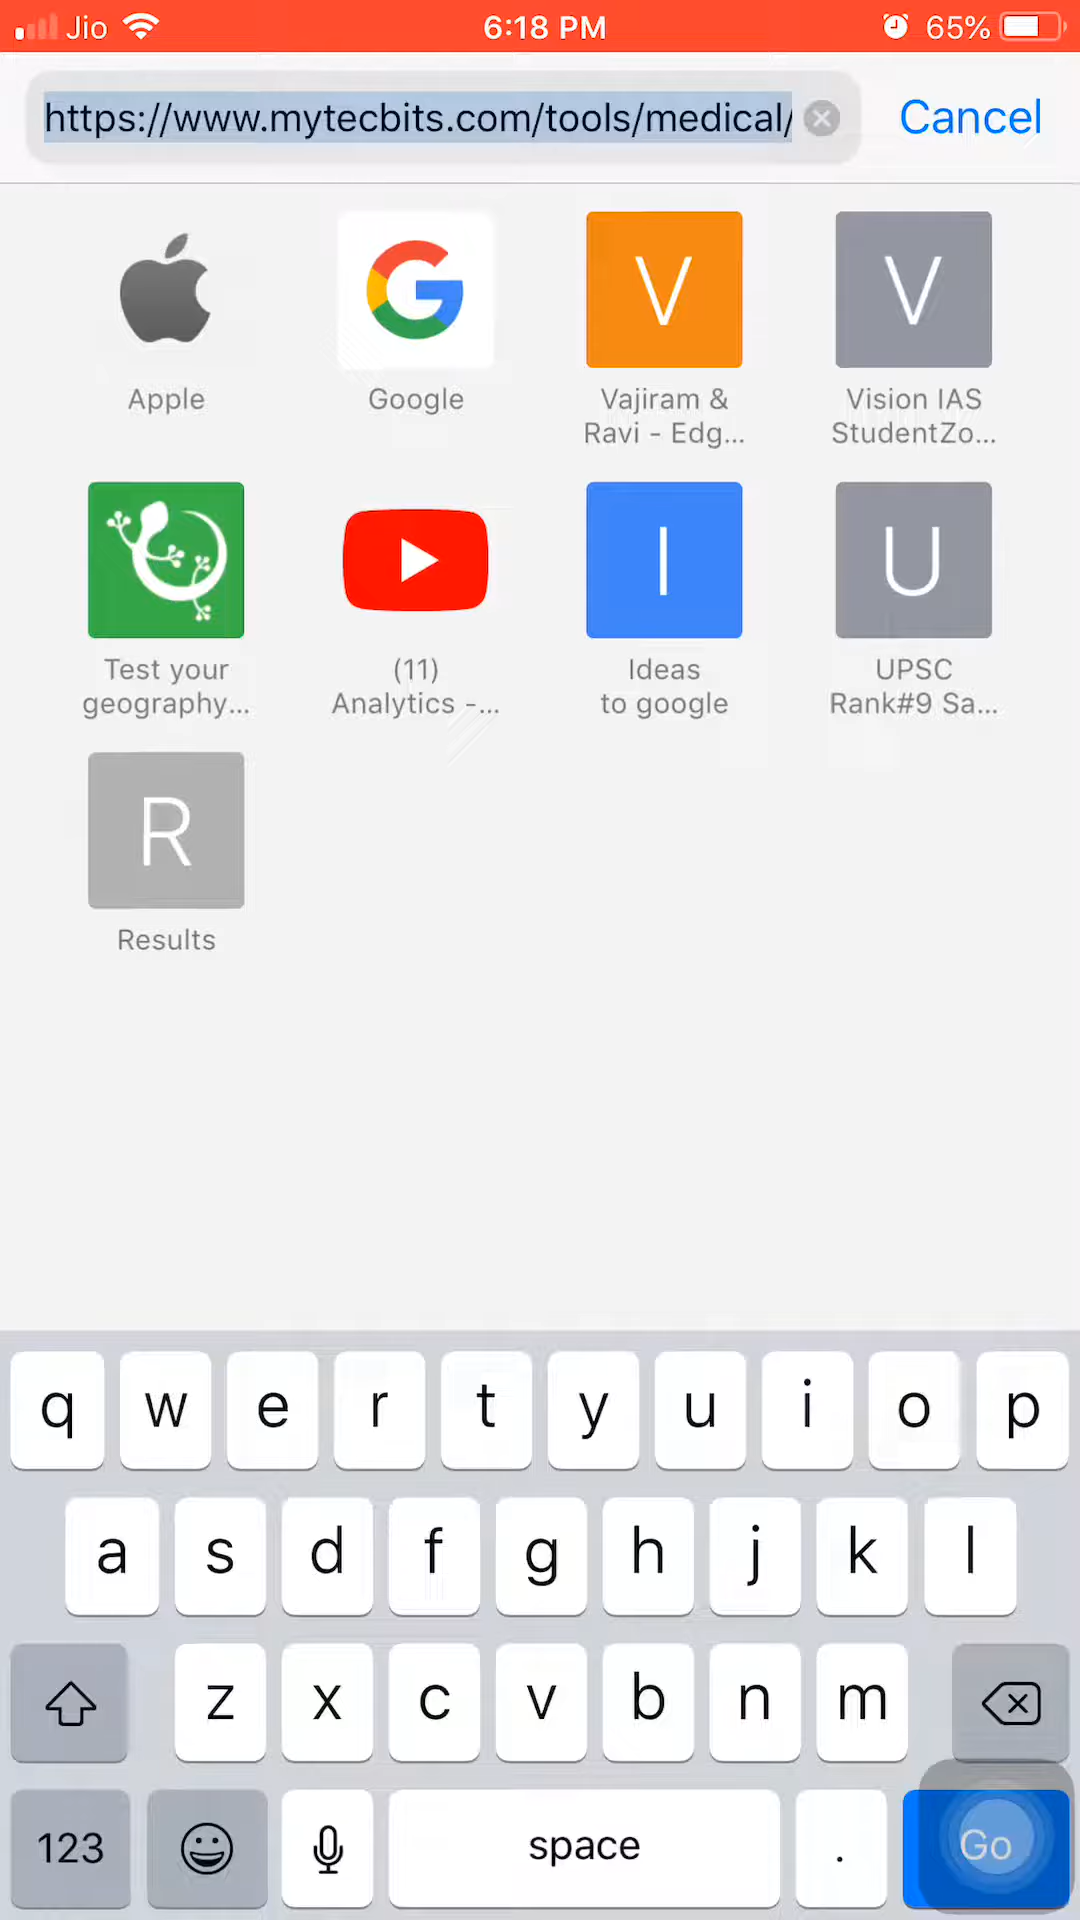 Jio 6:18 PM 65%
https://www.mytecbits.com/tools/medical/ Cancel
G V V
Apple Google Vajiram & Vision IAS
Ravi - Edg... StudentZo...
I U
Test your (11) Ideas UPSC
geography... Analytics -... to google Rank#9 Sa...
R
Results
q w e r t y u i o p
a s d f g h j k l
z x c v b n m
123 space . Go